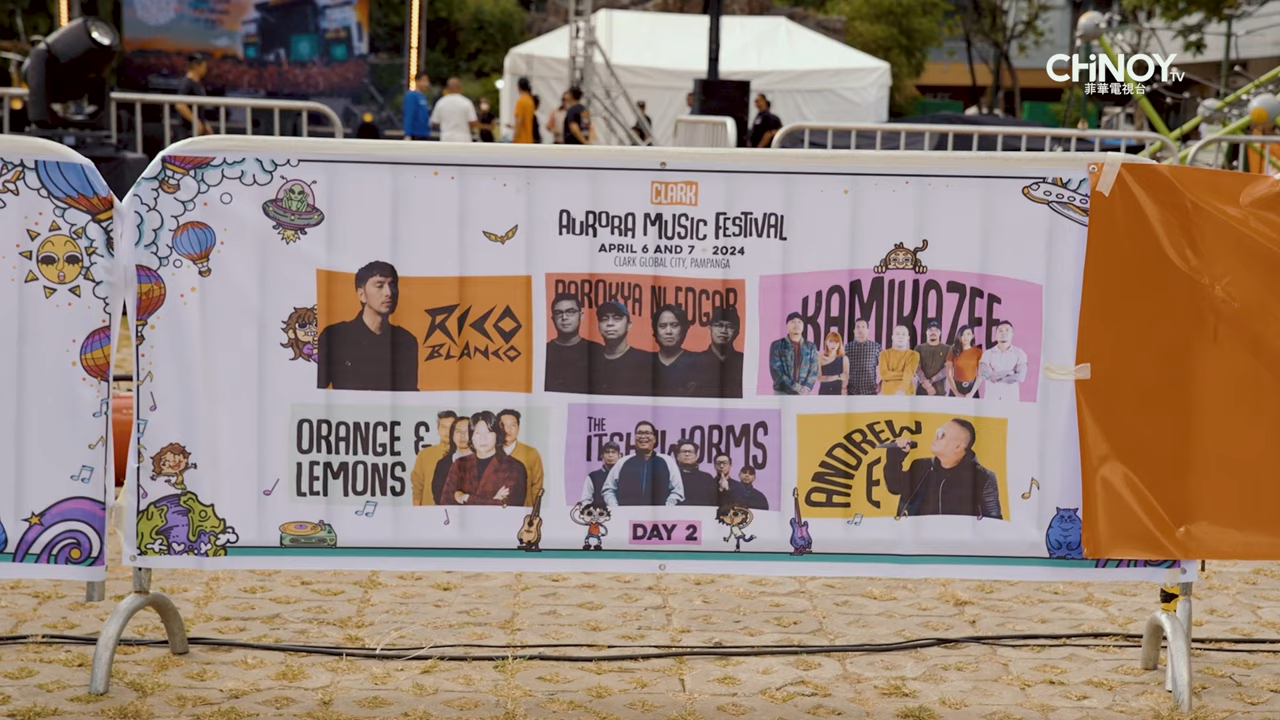 CHiNOY TV
菲華電視台
CLARK
AURORA MUSIC FESTIVAL
APRIL 6 AND 7 2024
CLARK GLOBAL CITY, PAMPANGA
RICO
BLANCO
PAROKYA NI EDGAR
KAMIKAZEE
ORANGE &
LEMONS
THE
ITCHYWORMS
ANDREW
E
DAY 2